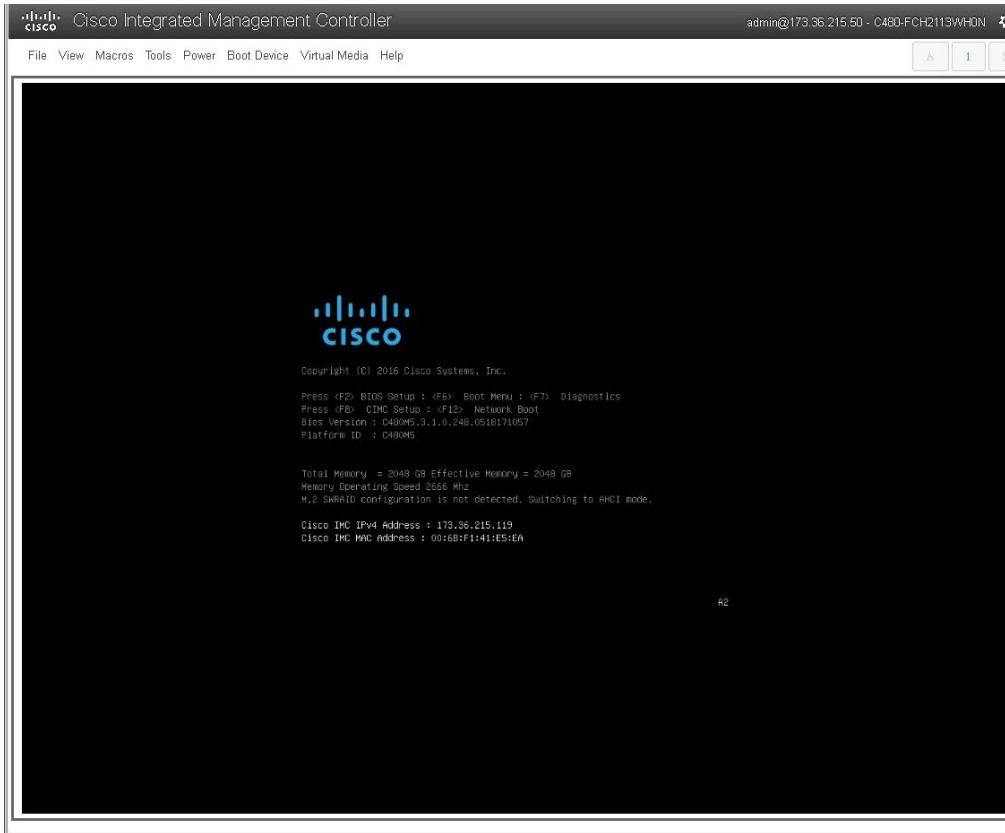 CISCO Cisco Integrated Management Controller admin@173.36.215.50 - C480-FCH2113WH0N
File View Macros Tools Power Boot Device Virtual Media Help A 1
CISCO
Copyright (C) 2016 Cisco Systems, Inc.
Press <F2> BIOS Setup : <F6> Boot Menu : <F7> Diagnostics
Press <F8> CIMC Setup : <F12> Network Boot
Bios Version : C480M5.3.1.0.248.0518171057
Platform ID : C480M5
Total Memory = 2048 GB Effective Memory = 2048 GB
Memory Operating Speed 2666 Mhz
M.2 SWRAID configuration is not detected. Switching to AHCI mode.
Cisco IMC IPv4 Address : 173.36.215.119
Cisco IMC MAC Address : 00:6B:F1:41:E5:EA
A2